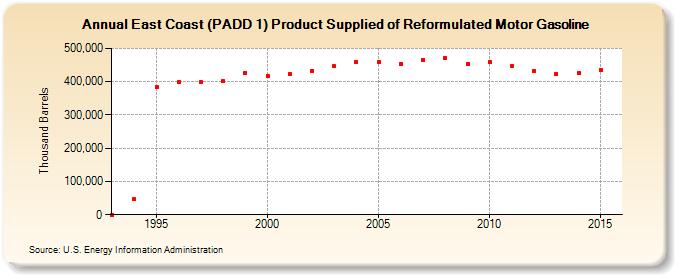 Annual East Coast (PADD 1) Product Supplied of Reformulated Motor Gasoline
Thousand Barrels
500,000
400,000
300,000
200,000
100,000
0
1995 2000 2005 2010 2015
Source: U.S. Energy Information Administration